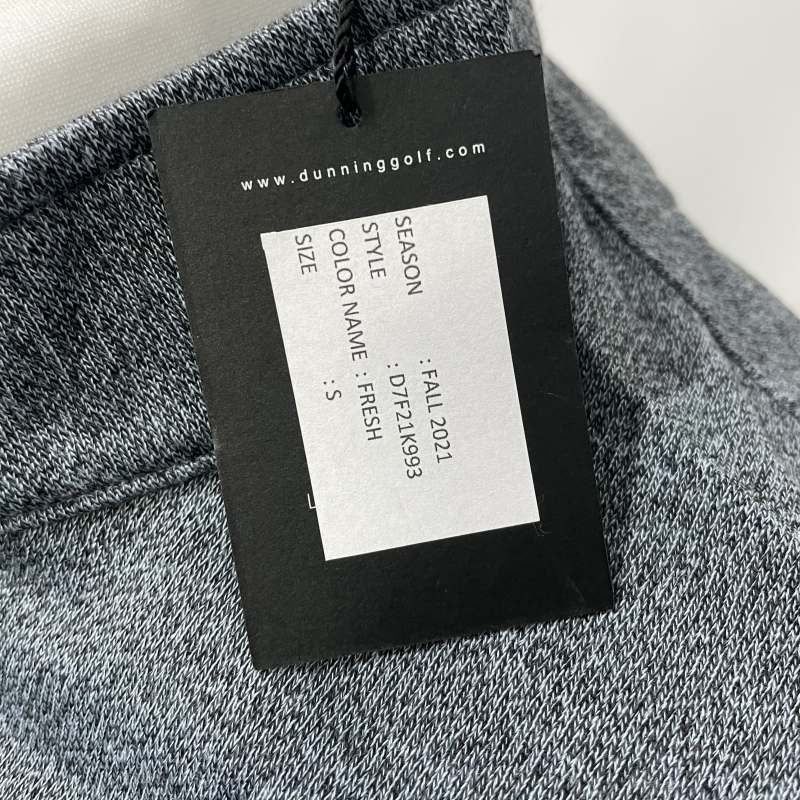 www.dunninggolf.com
SEASON : FALL 2021
STYLE : D7F21K993
COLOR NAME : FRESH
SIZE : S